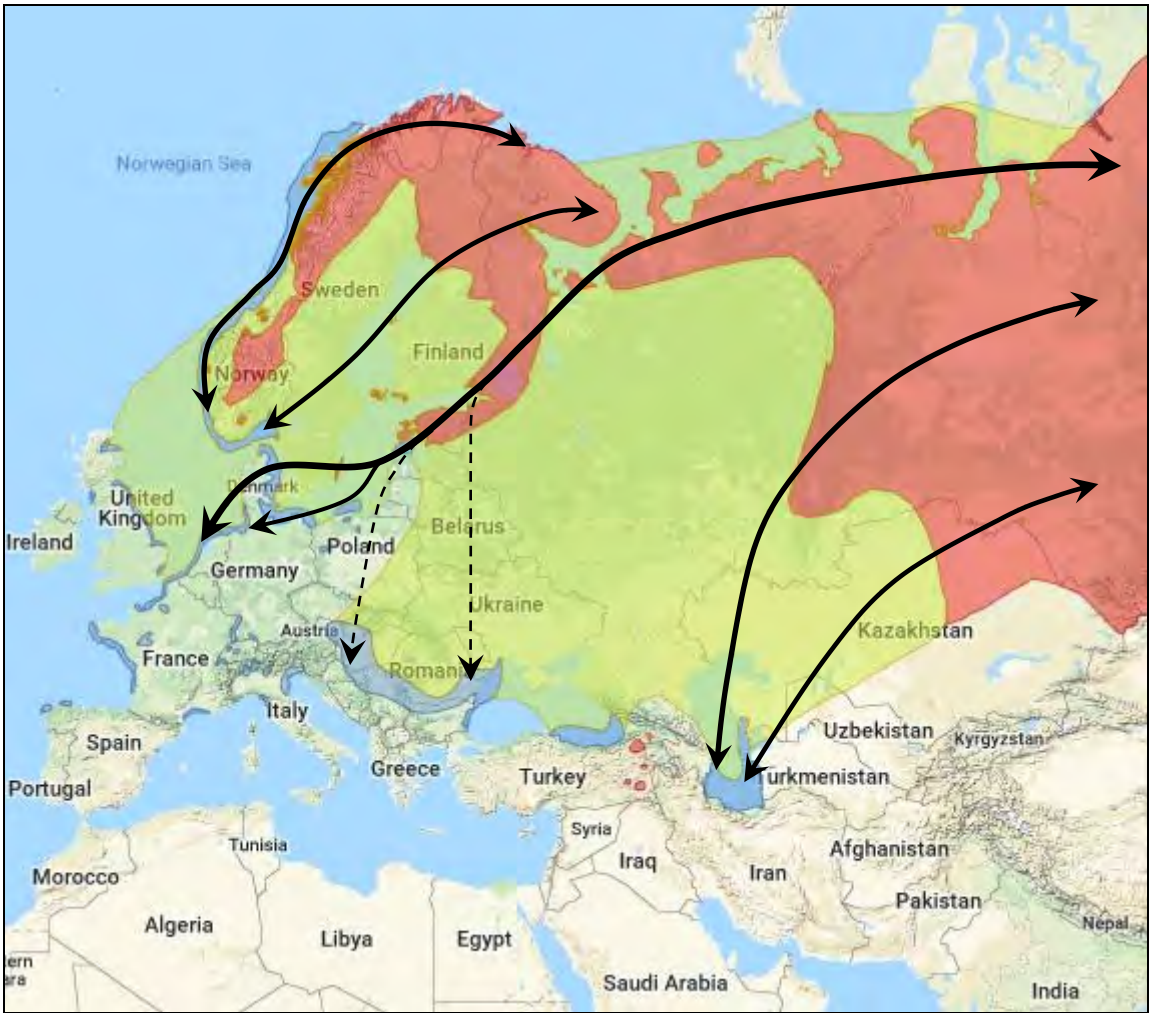 Norwegian Sea
Sweden
Finland
Norway
Denmark
United
Kingdom
Ireland
Belarus
Poland
Germany
Ukraine
Austria
Kazakhstan
France
Romania
Italy
Uzbekistan
Kyrgyzstan
Spain
Greece
Turkey
Turkmenistan
Portugal
Syria
Tunisia
Afghanistan
Iraq
Iran
Morocco
Pakistan
Algeria
Nepal
Libya
Egypt
ern
ara
Saudi Arabia
India